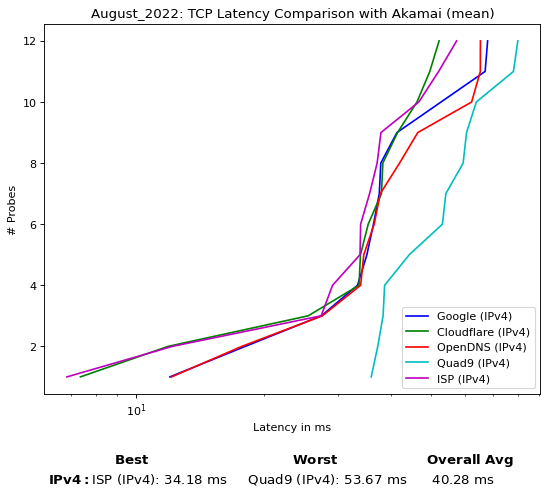 August_2022: TCP Latency Comparison with Akamai (mean)
12
10
8
6
4
2
# Probes
Google (IPv4)
Cloudflare (IPv4)
OpenDNS (IPv4)
Quad9 (IPv4)
ISP (IPv4)
10¹
Latency in ms
Best Worst Overall Avg
IPv4: ISP (IPv4): 34.18 ms Quad9 (IPv4): 53.67 ms 40.28 ms